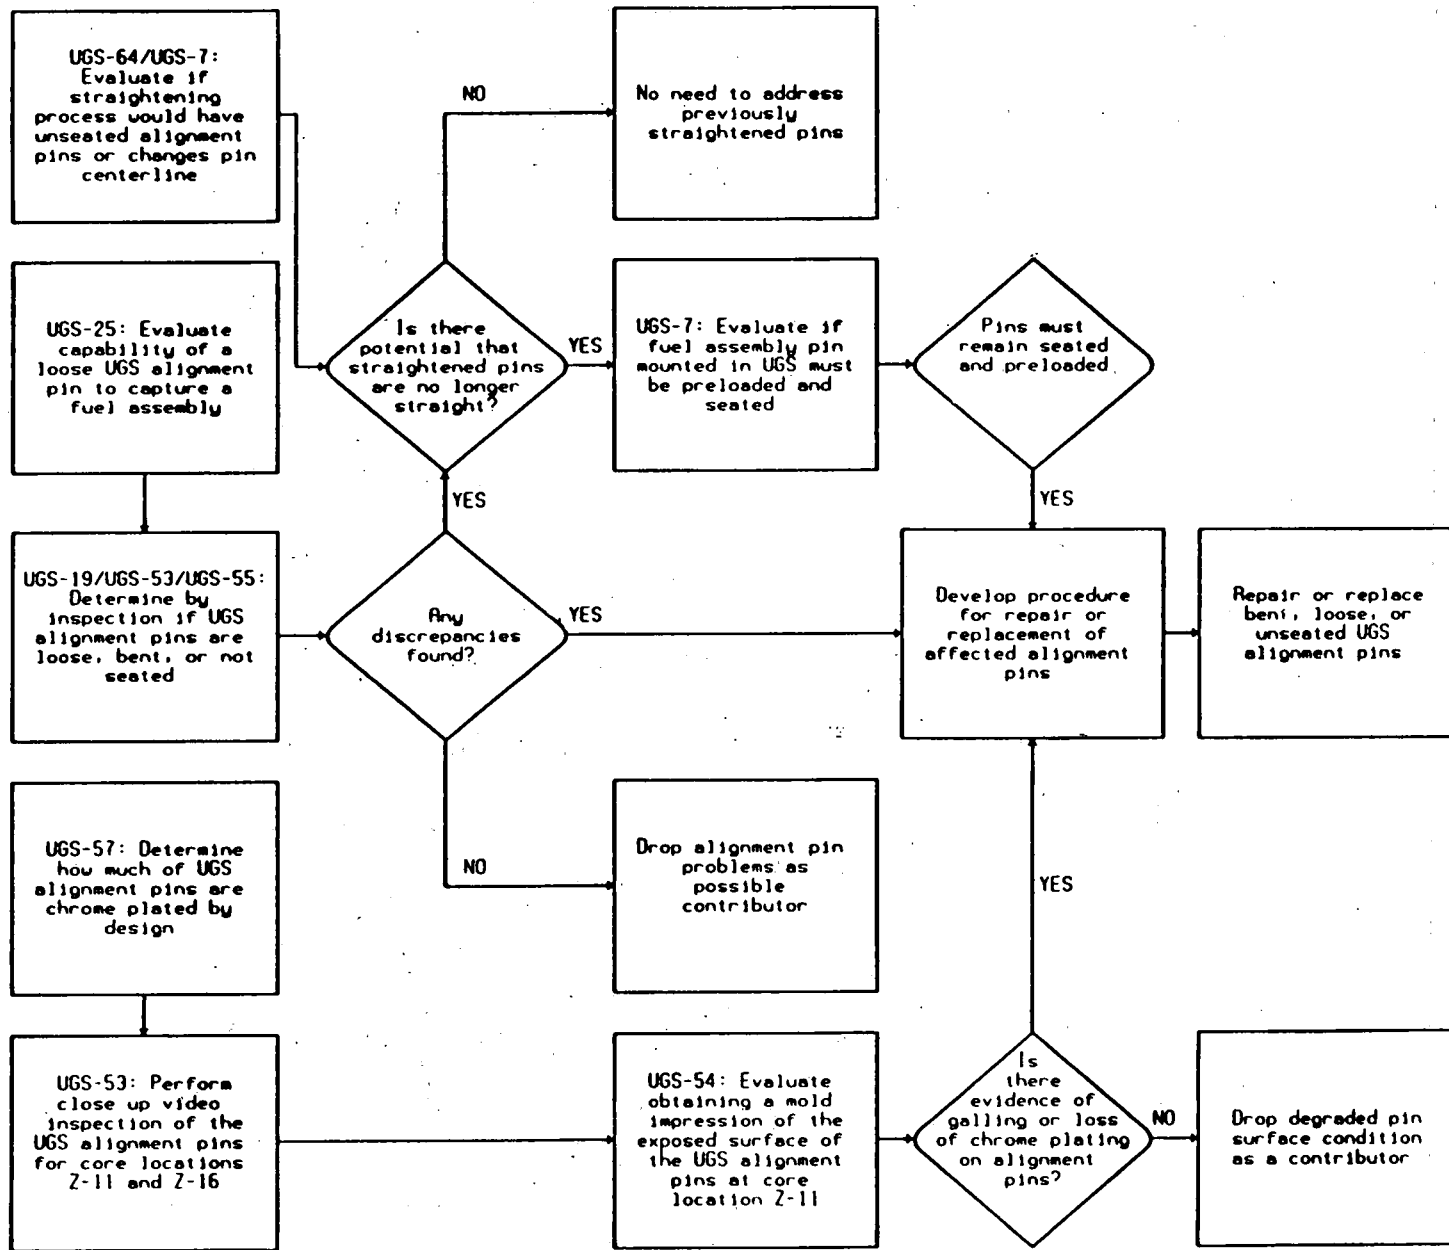 UGS-64/UGS-7:
Evaluate if
straightening
process would have
unseated alignment
pins or changes pin
centerline
NO
No need to address
previously
straightened pins
UGS-25: Evaluate
capability of a
loose UGS alignment
pin to capture a
fuel assembly
Is there
potential that
straightened pins
are no longer
straight?
YES
UGS-7: Evaluate if
fuel assembly pin
mounted in UGS must
be preloaded and
seated
Pins must
remain seated
and preloaded
YES
YES
UGS-19/UGS-53/UGS-55:
Determine by
inspection if UGS
alignment pins are
loose, bent, or not
seated
Any
discrepancies
found?
YES
Develop procedure
for repair or
replacement of
affected alignment
pins
Repair or replace
bent, loose, or
unseated UGS
alignment pins
UGS-57: Determine
how much of UGS
alignment pins are
chrome plated by
design
NO
Drop alignment pin
problems as
possible
contributor
YES
UGS-53: Perform
close up video
inspection of the
UGS alignment pins
for core locations
Z-11 and Z-16
UGS-54: Evaluate
obtaining a mold
impression of the
exposed surface of
the UGS alignment
pins at core
location Z-11
Is
there
evidence of
galling or loss
of chrome plating
on alignment
pins?
NO
Drop degraded pin
surface condition
as a contributor